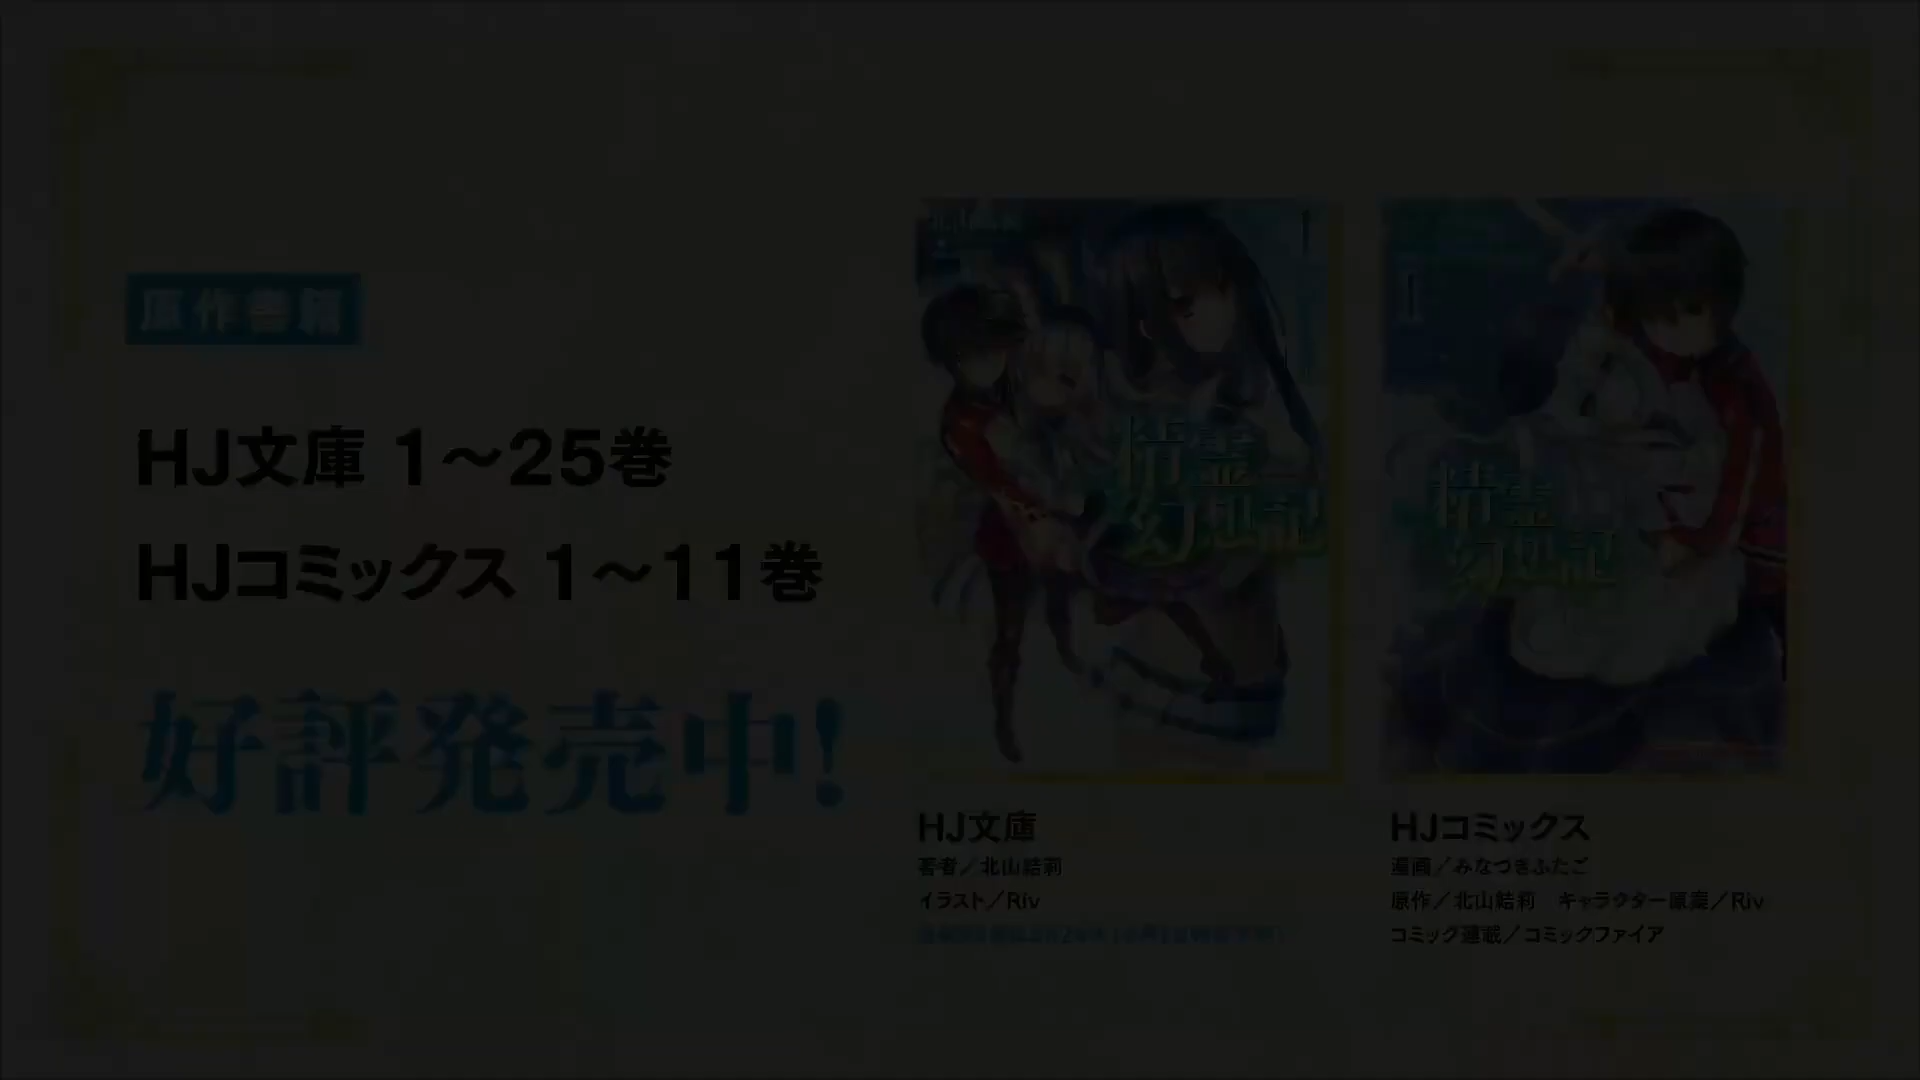 原作書籍
HJ文庫 1～25巻
HJコミックス 1～11巻
好評発売中!
精霊幻想記
1
HJ文庫
著者／北山結莉
イラスト／Riv
1
精霊幻想記
HJコミックス
漫画／みなづきふたご
原作／北山結莉　キャラクター原案／Riv
コミック連載／コミックファイア